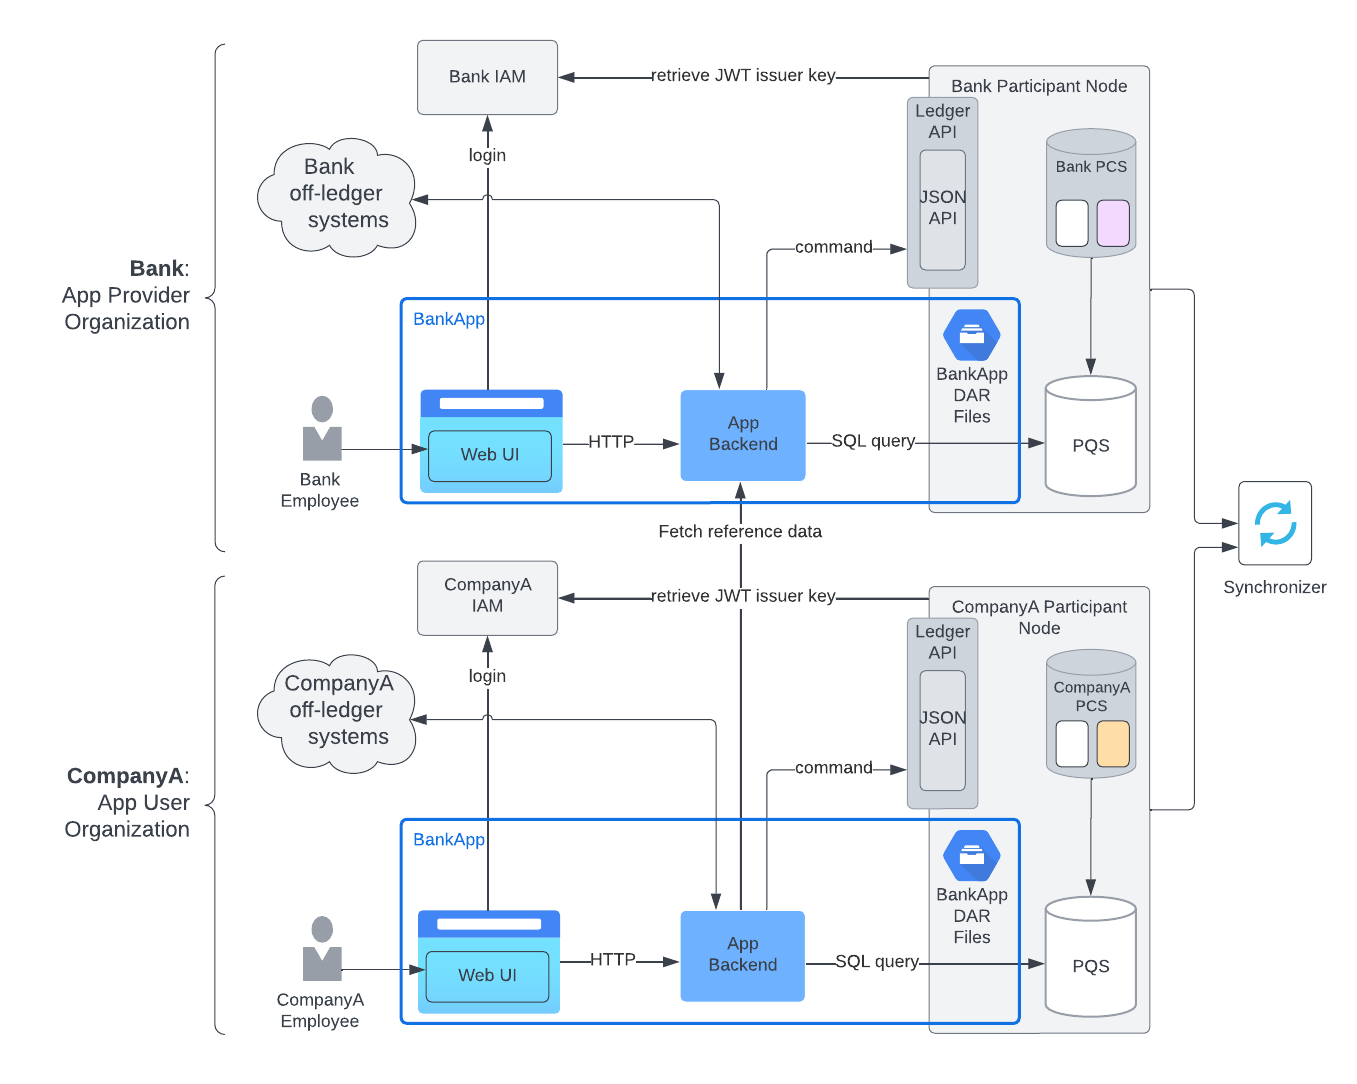 Bank IAM
retrieve JWT issuer key
Bank Participant Node
Ledger
API
JSON
API
Bank PCS
login
Bank
off-ledger
systems
command
Bank:
App Provider
Organization
BankApp
BankApp
DAR
Files
Web UI
HTTP
App
Backend
SQL query
PQS
Bank
Employee
Fetch reference data
Synchronizer
CompanyA
IAM
retrieve JWT issuer key
CompanyA Participant
Node
Ledger
API
JSON
API
CompanyA
PCS
login
CompanyA
off-ledger
systems
command
CompanyA:
App User
Organization
BankApp
BankApp
DAR
Files
Web UI
HTTP
App
Backend
SQL query
PQS
CompanyA
Employee